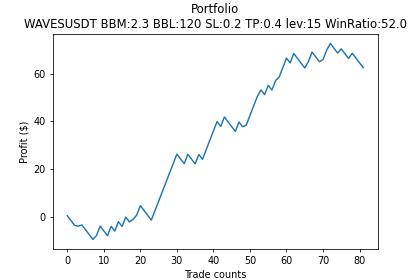 Portfolio
WAVESUSDT BBM:2.3 BBL:120 SL:0.2 TP:0.4 lev:15 WinRatio:52.0
60
40
20
0
Profit ($)
0 10 20 30 40 50 60 70 80
Trade counts